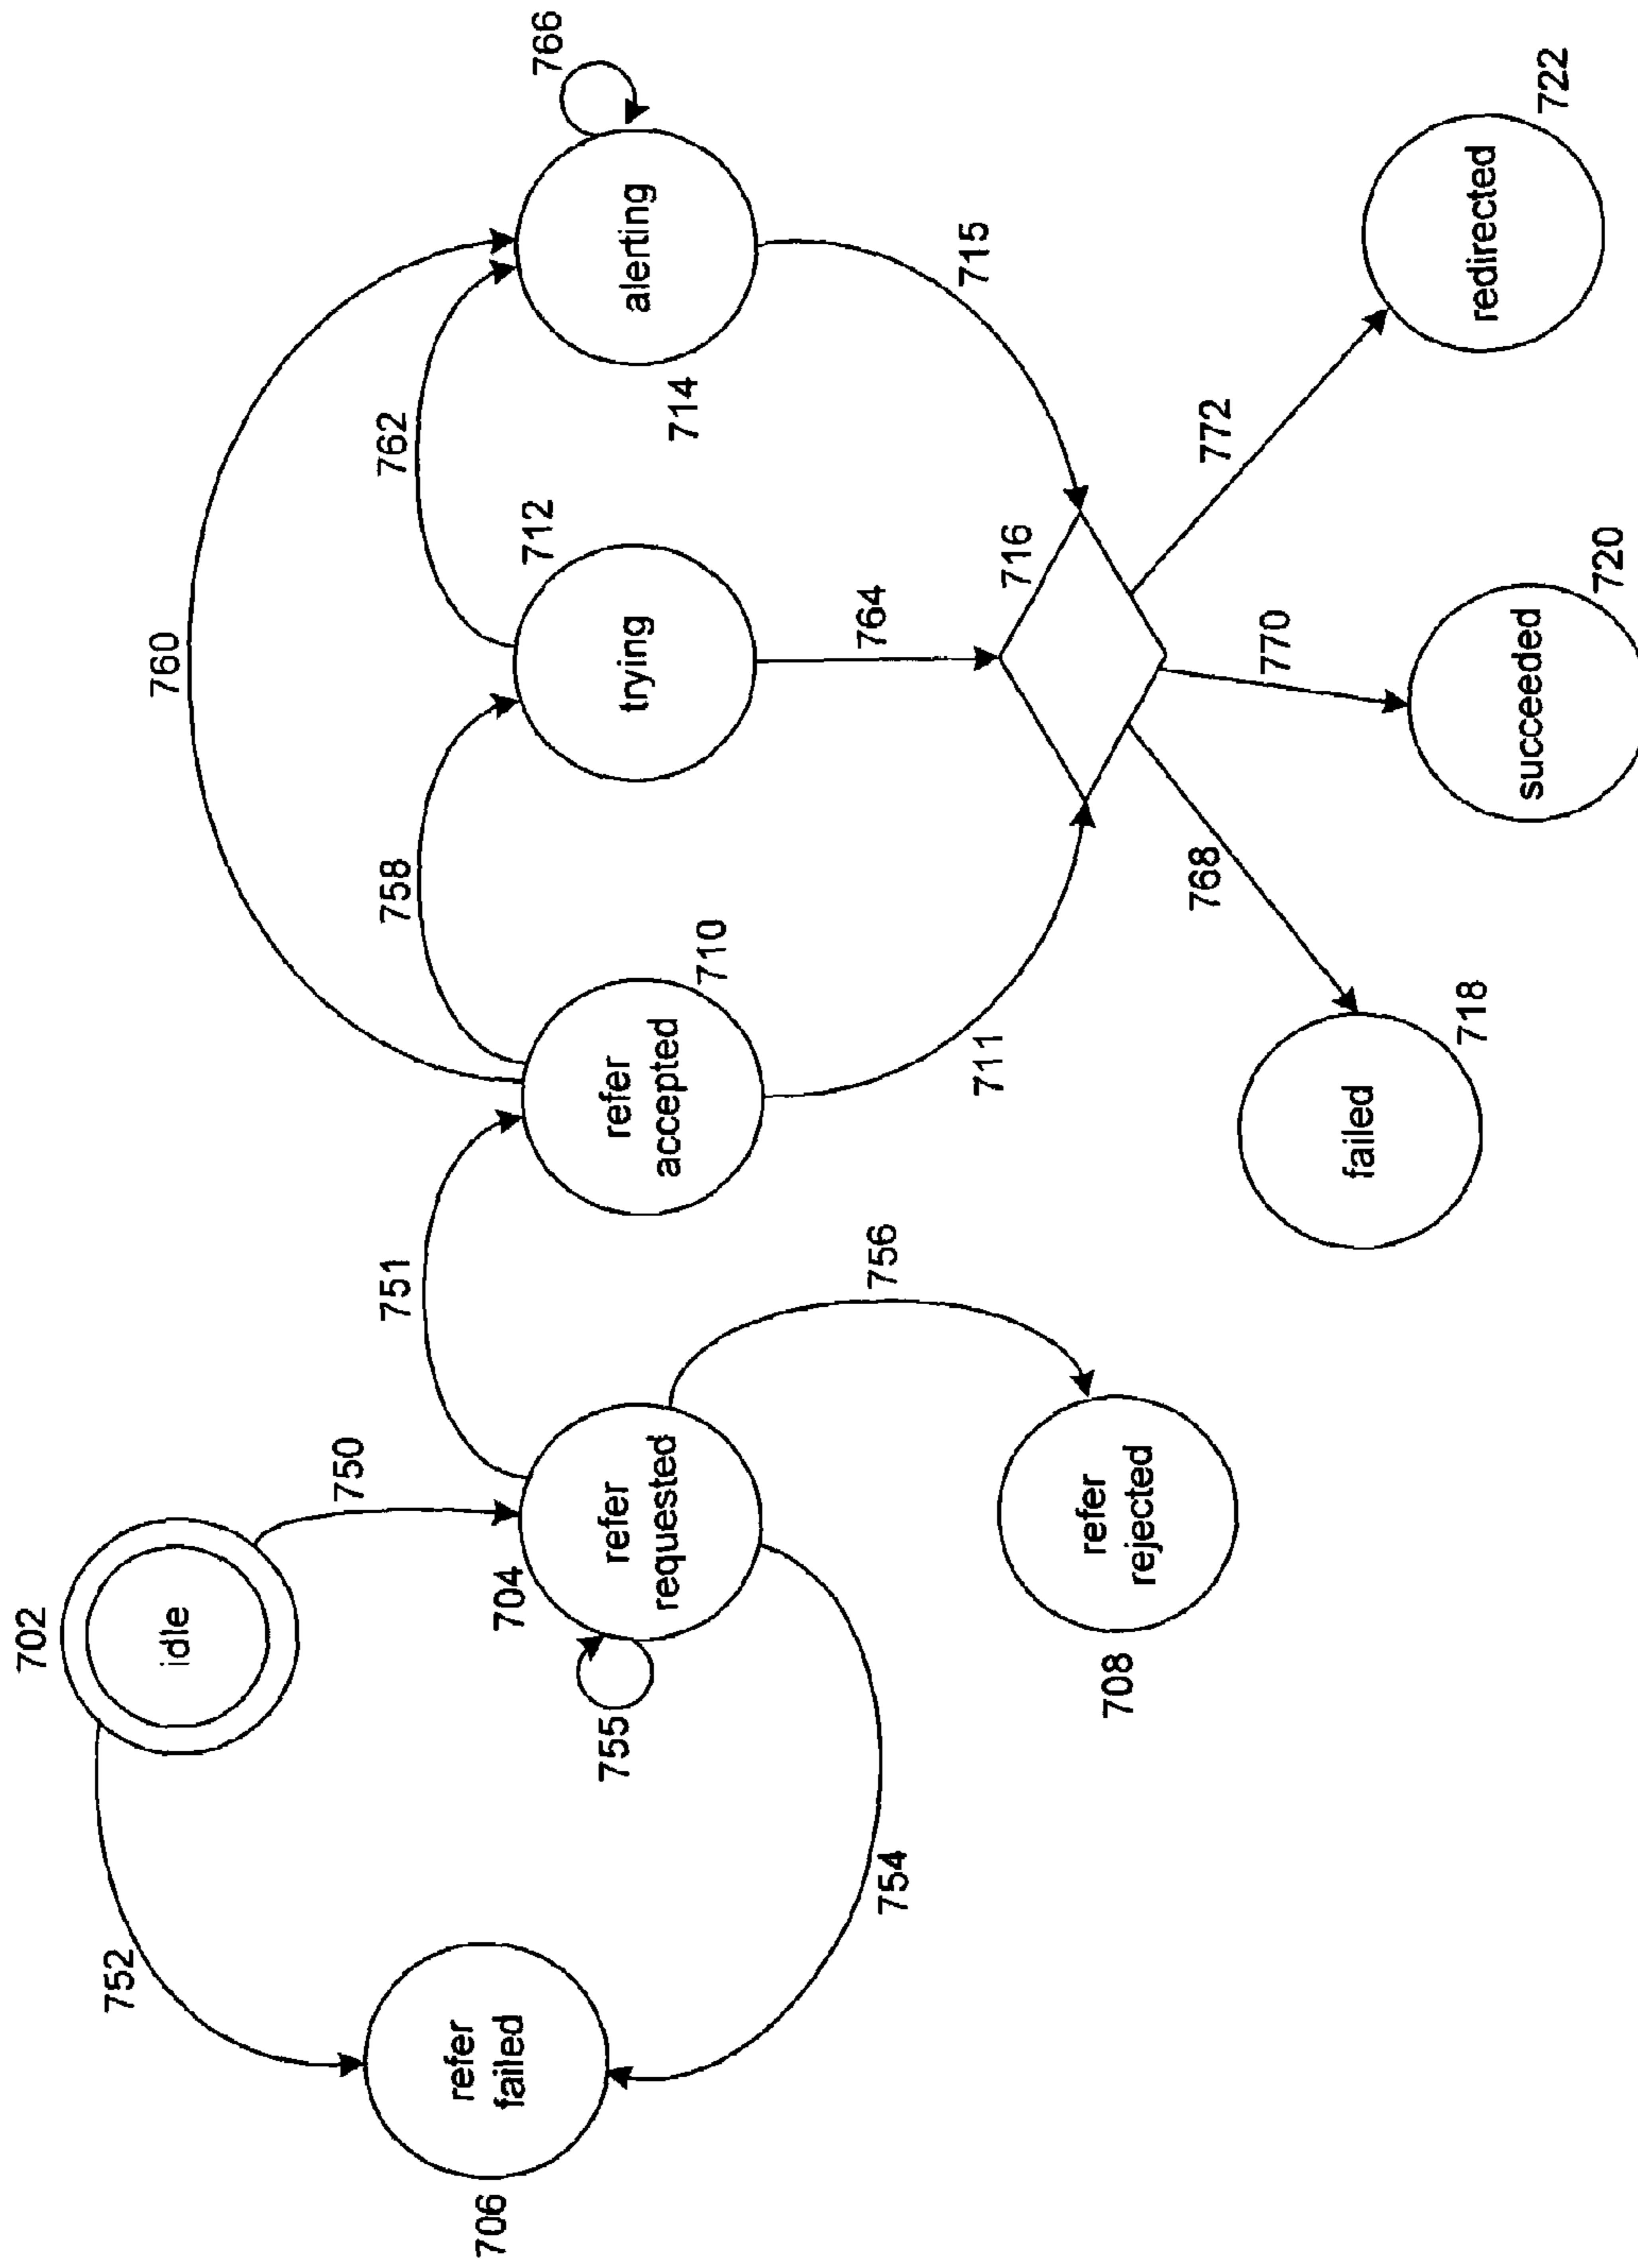 702
idle
752
750
706
refer
failed
704
refer
requested
755
754
751
756
708
refer
rejected
760
758
762
710
refer
accepted
712
trying
714
alerting
766
711
764
715
716
768
770
772
718
failed
720
succeeded
722
redirected